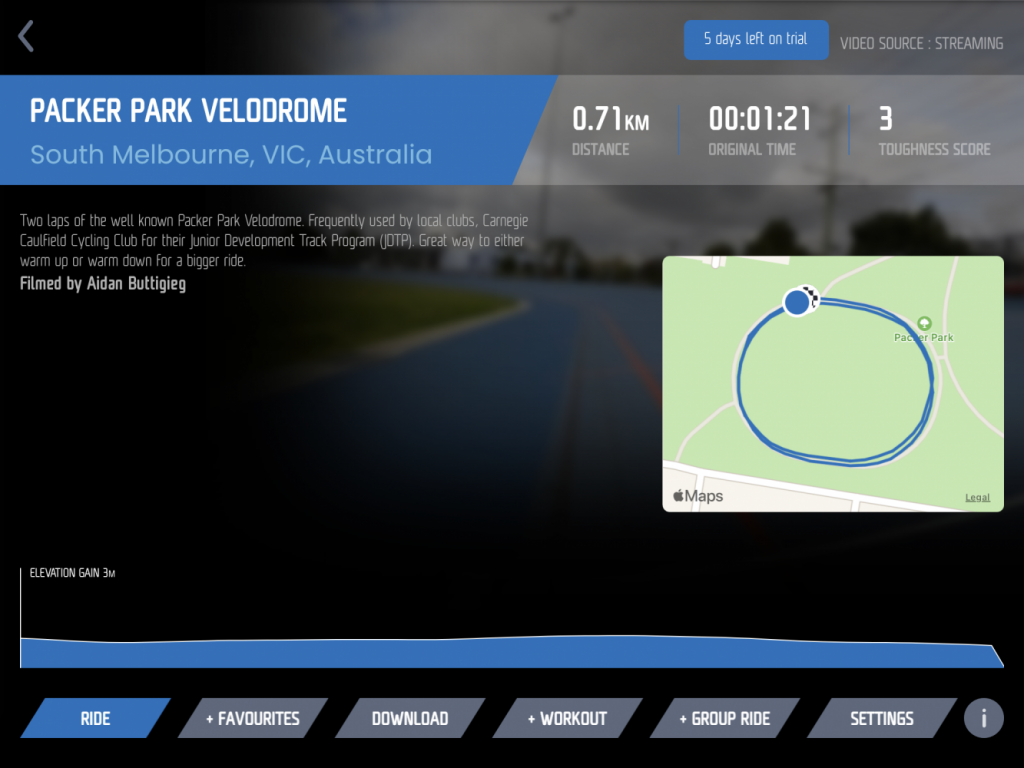 5 days left on trial
VIDEO SOURCE : STREAMING
PACKER PARK VELODROME
South Melbourne, VIC, Australia
0.71KM
DISTANCE
00:01:21
ORIGINAL TIME
3
TOUGHNESS SCORE
Two laps of the well known Packer Park Velodrome. Frequently used by local clubs, Carnegie
Caulfield Cycling Club for their Junior Development Track Program (JDTP). Great way to either
warm up or warm down for a bigger ride.
Filmed by Aidan Buttigieg
Packer Park
Maps
Legal
ELEVATION GAIN 3M
RIDE
+ FAVOURITES
DOWNLOAD
+ WORKOUT
+ GROUP RIDE
SETTINGS
i